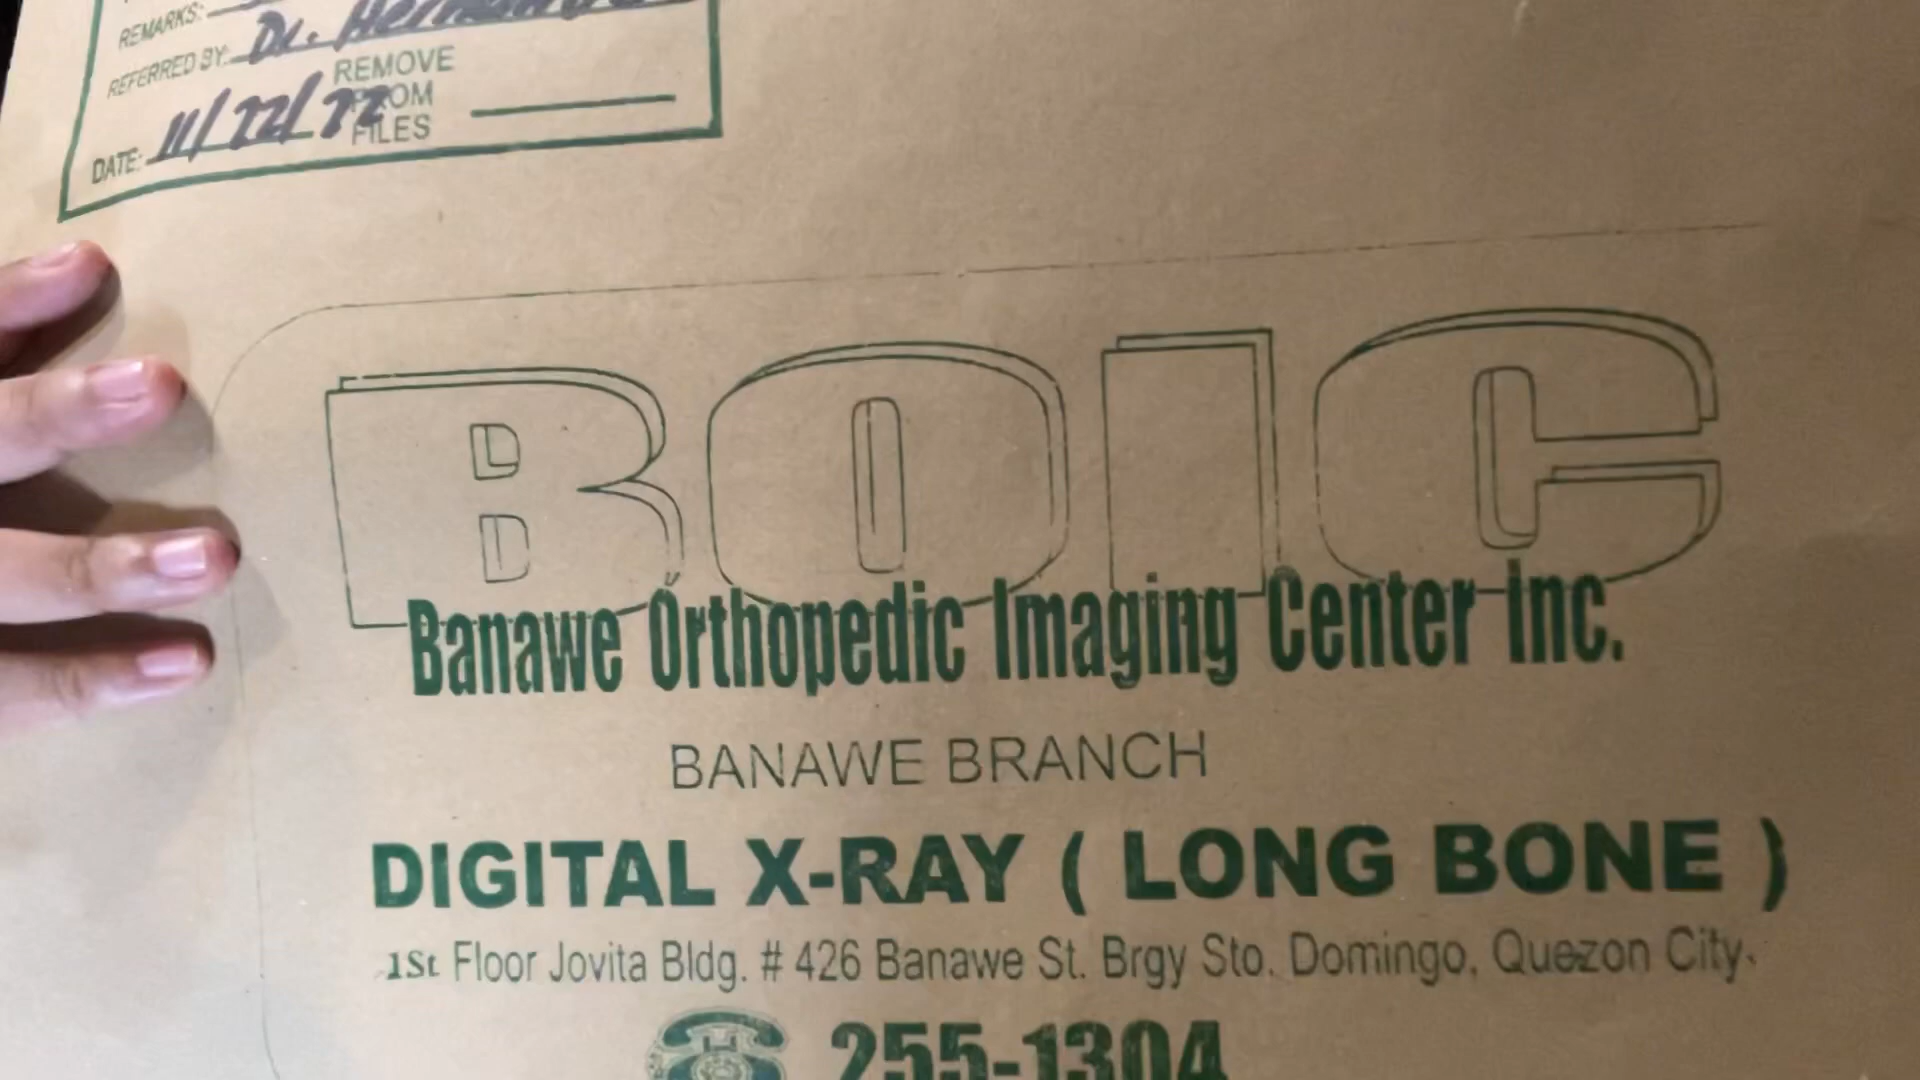 REMARKS:
REFERRED BY: Dr.
REMOVE FROM FILES
DATE: 11/22/22
BOIC
Banawe Orthopedic Imaging Center Inc.
BANAWE BRANCH
DIGITAL X-RAY ( LONG BONE )
1St Floor Jovita Bldg. # 426 Banawe St. Brgy Sto. Domingo, Quezon City.
255-1304